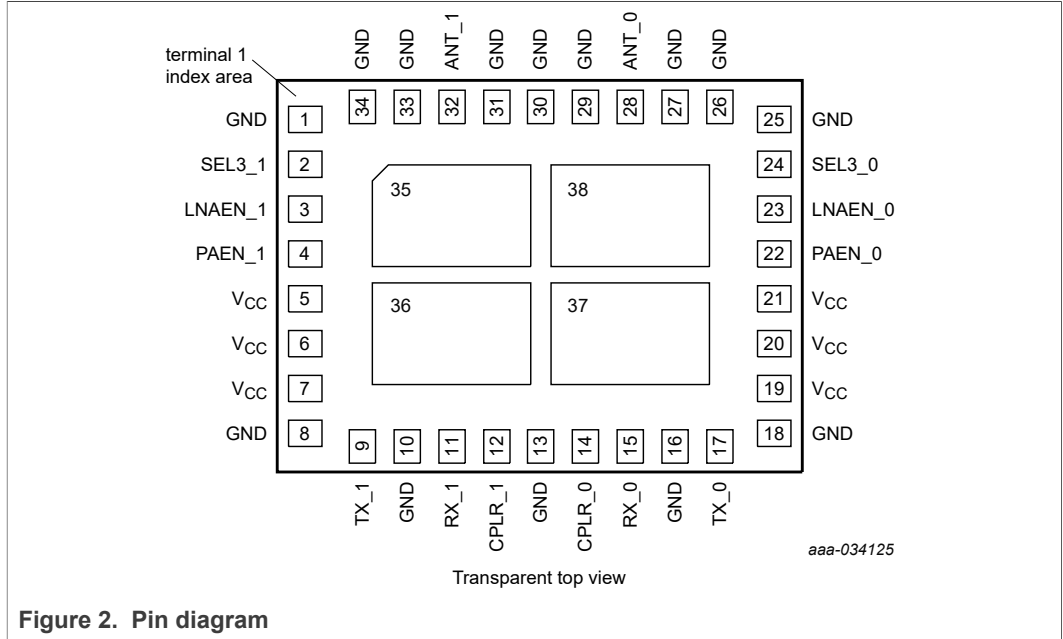 GND GND ANT_1 GND GND GND ANT_0 GND GND
terminal 1
index area
34 33 32 31 30 29 28 27 26
GND 1 25 GND
SEL3_1 2 24 SEL3_0
35 38
LNAEN_1 3 23 LNAEN_0
PAEN_1 4 22 PAEN_0
VCC 5 21 VCC
36 37
VCC 6 20 VCC
VCC 7 19 VCC
GND 8 18 GND
9 10 11 12 13 14 15 16 17
TX_1 GND RX_1 CPLR_1 GND CPLR_0 RX_0 GND TX_0
aaa-034125
Transparent top view
Figure 2. Pin diagram